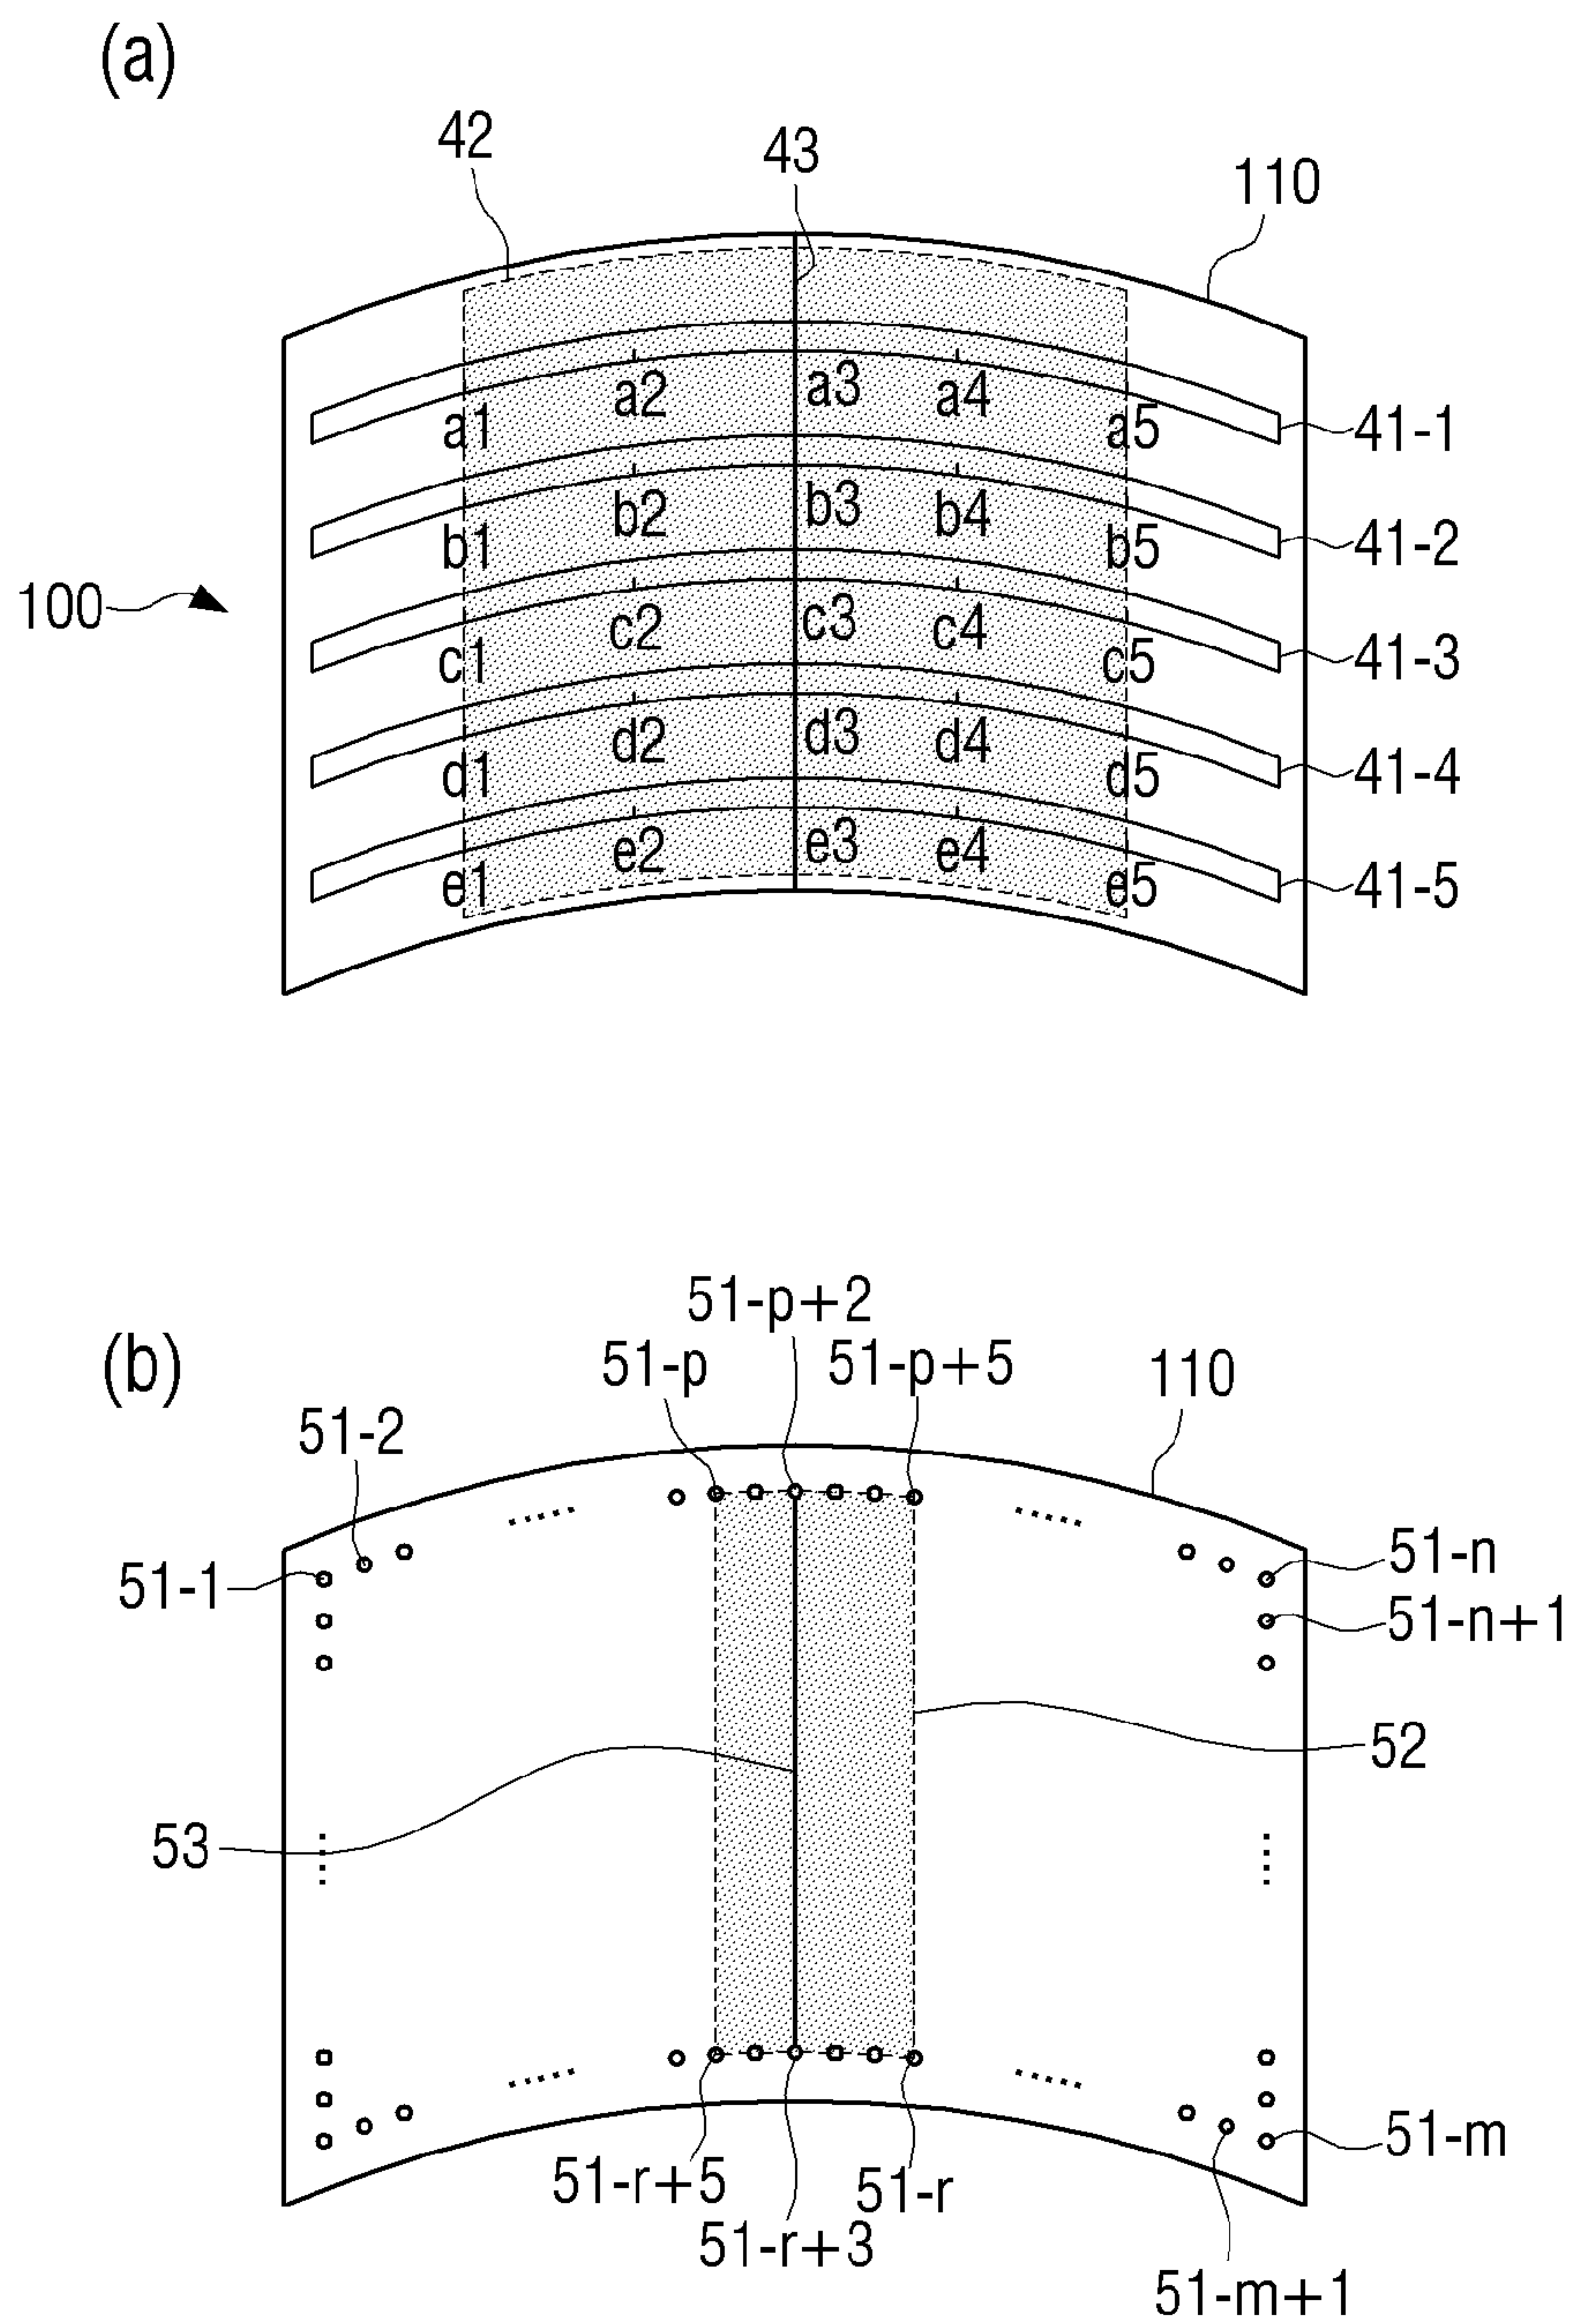 (a)
42
43
110
a1 a2 a3 a4 a5 41-1
b1 b2 b3 b4 b5 41-2
100
c1 c2 c3 c4 c5 41-3
d1 d2 d3 d4 d5 41-4
e1 e2 e3 e4 e5 41-5
(b)
51-p+2
51-p 51-p+5 110
51-2
51-1 51-n
51-n+1
52
53
51-m
51-r+5 51-r
51-r+3
51-m+1